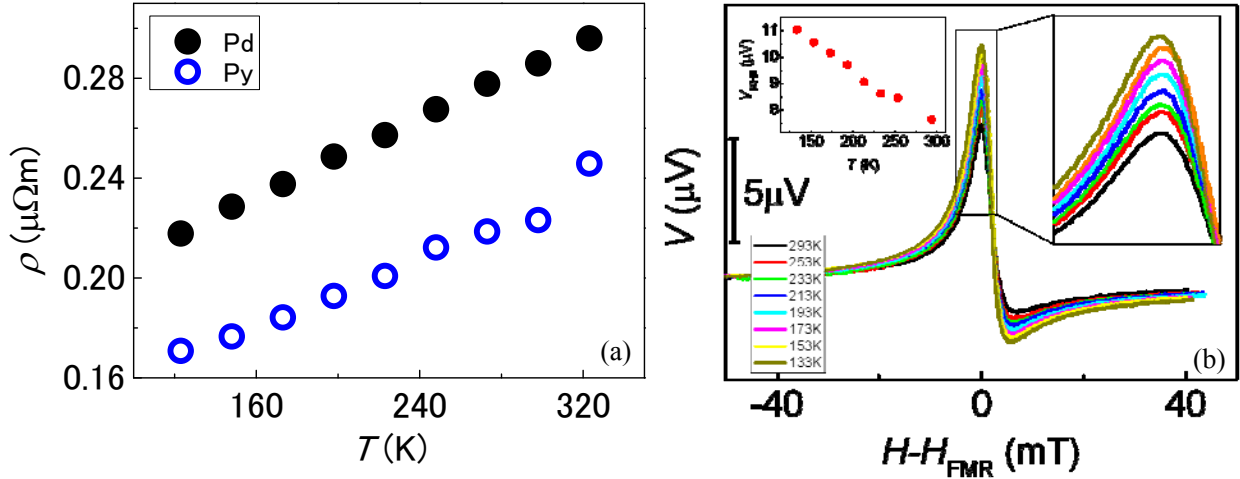 Pd
Py
0.28
0.24
0.20
0.16
ρ (μΩm)
160
240
320
T (K)
(a)
11
10
9
8
150
200
250
300
T (K)
5μV
V (μV)
293K
253K
233K
213K
193K
173K
153K
133K
(b)
-40
0
40
H-H_FMR (mT)